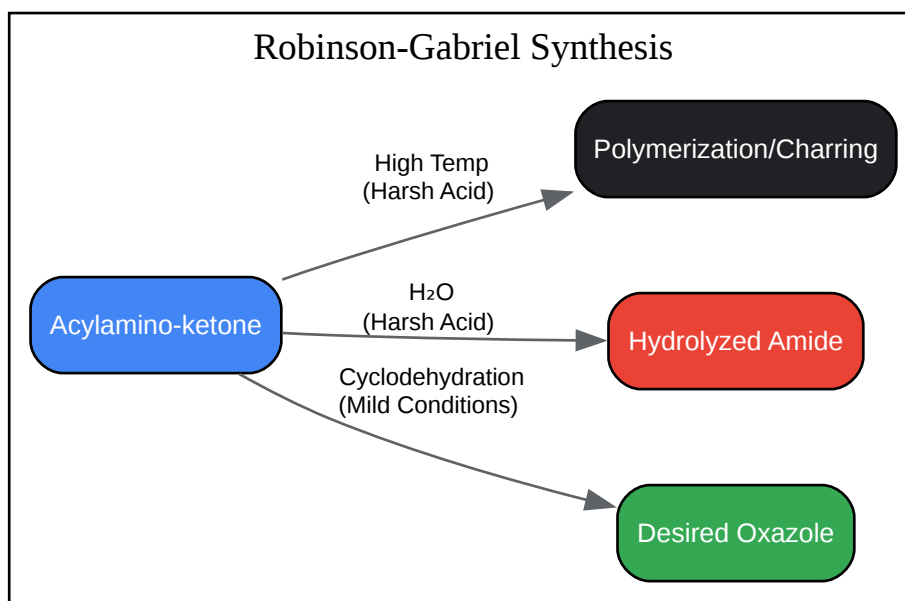 Robinson-Gabriel Synthesis
Polymerization/Charring
High Temp
(Harsh Acid)
Acylamino-ketone
H₂O
(Harsh Acid)
Hydrolyzed Amide
Cyclodehydration
(Mild Conditions)
Desired Oxazole